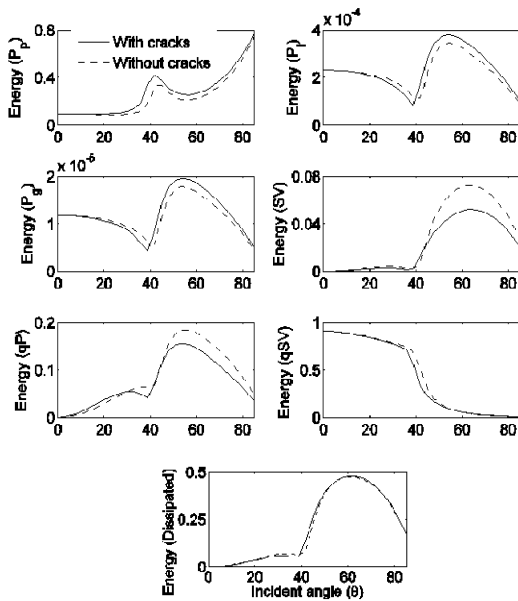 0.8
0.4
0
0 20 40 60 80
Energy (Pp)
With cracks
Without cracks
x 10-4
4
2
0
0 20 40 60 80
Energy (Pl)
x 10-5
2
1
0
0 20 40 60 80
Energy (Pg)
0.08
0.04
0
0 20 40 60 80
Energy (SV)
0.2
0.1
0
0 20 40 60 80
Energy (qP)
1
0.5
0
0 20 40 60 80
Energy (qSV)
0.5
0.25
0
0 20 40 60 80
Energy (Dissipated)
Incident angle (θ)